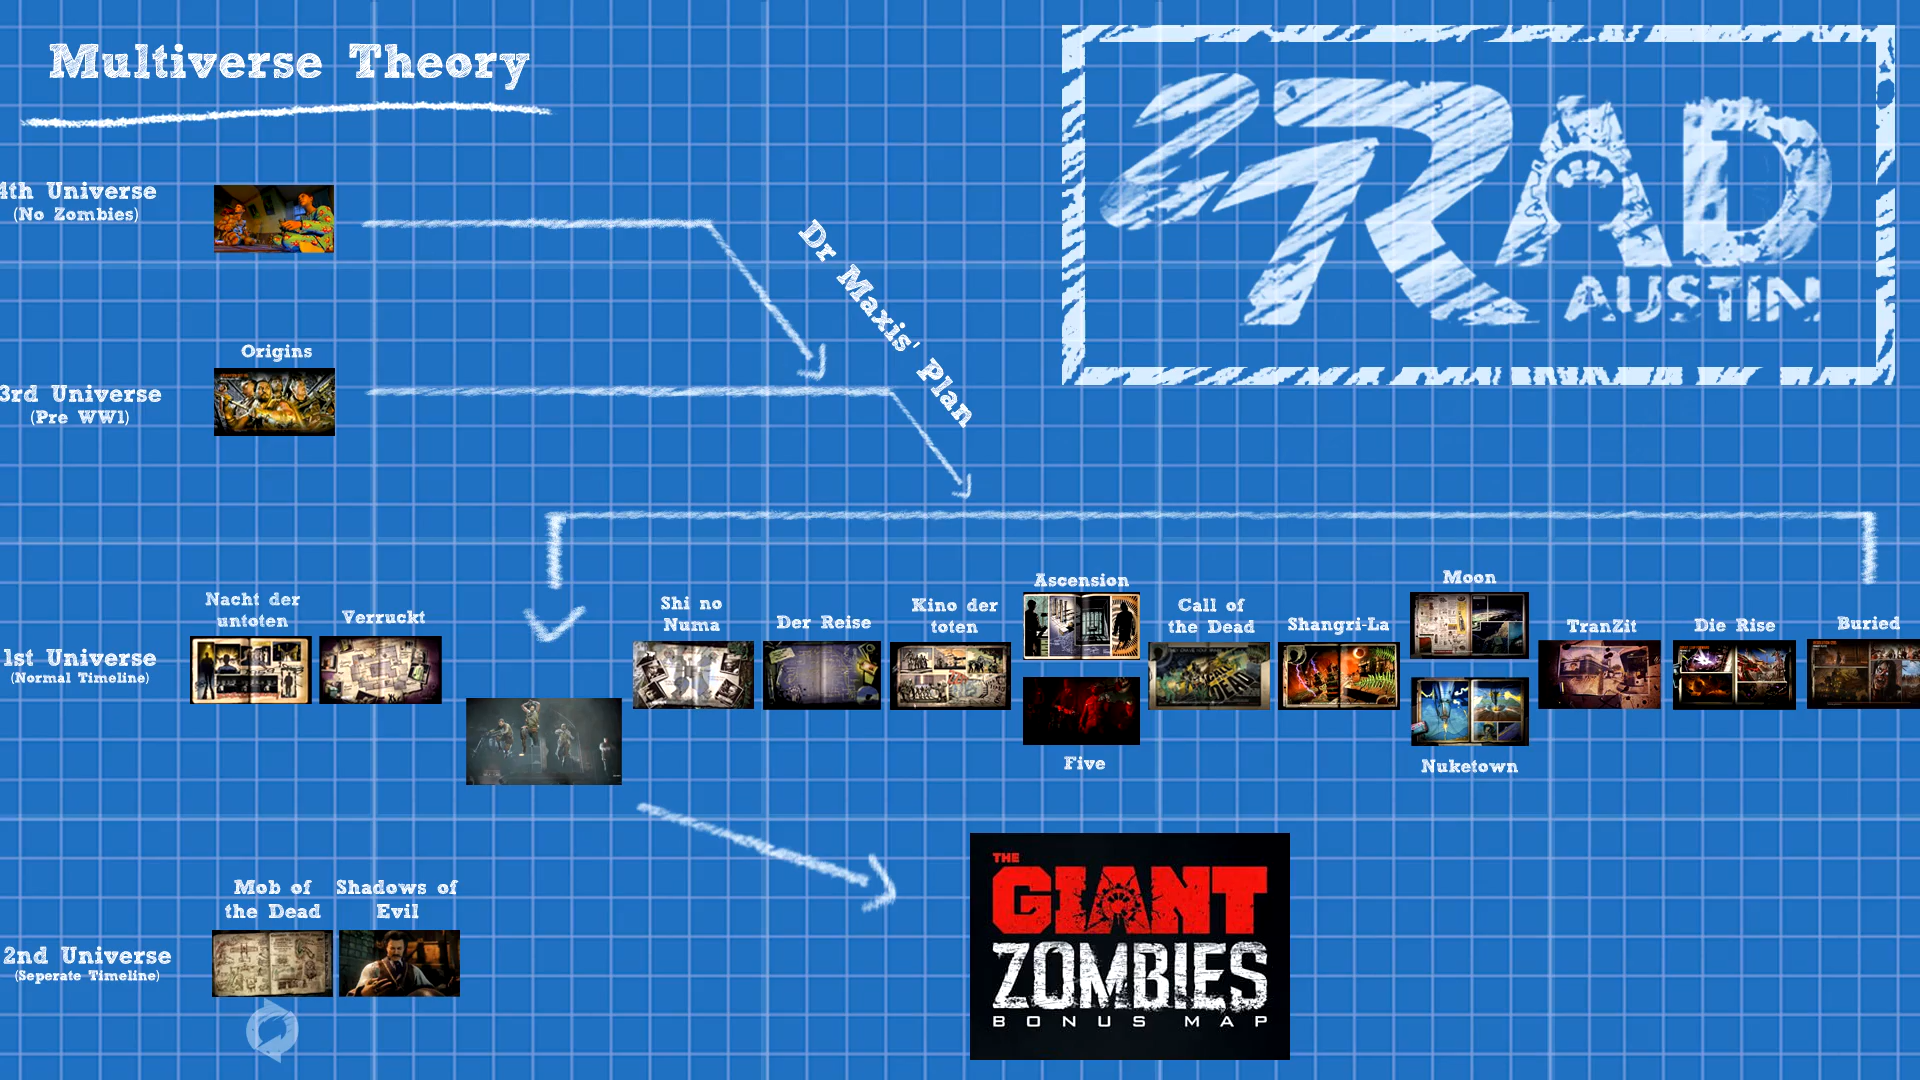 Multiverse Theory
RAD
AUSTIN
4th Universe
(No Zombies)
Dr Maxis' Plan
Origins
3rd Universe
(Pre WW1)
1st Universe
(Normal Timeline)
Nacht der
untoten
Verruckt
Shi no
Numa
Der Reise
Kino der
toten
Ascension
Five
Call of
the Dead
Shangri-La
Moon
Nuketown
TranZit
Die Rise
Buried
2nd Universe
(Seperate Timeline)
Mob of
the Dead
Shadows of
Evil
THE
GIANT
ZOMBIES
BONUS MAP